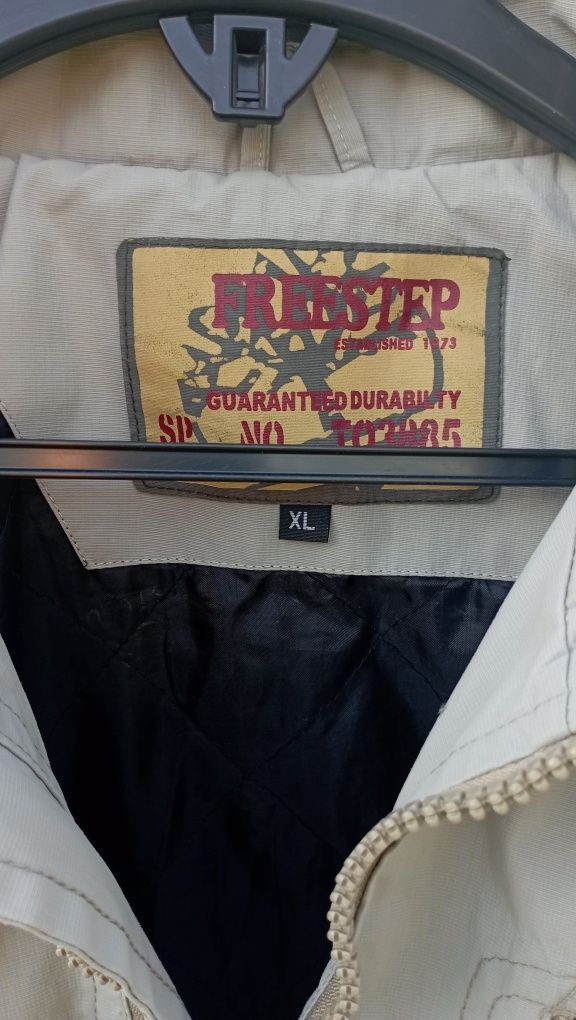 FREESTEP
ESTABLISHED 1973
GUARANTEED DURABILTY
SP NO
XL